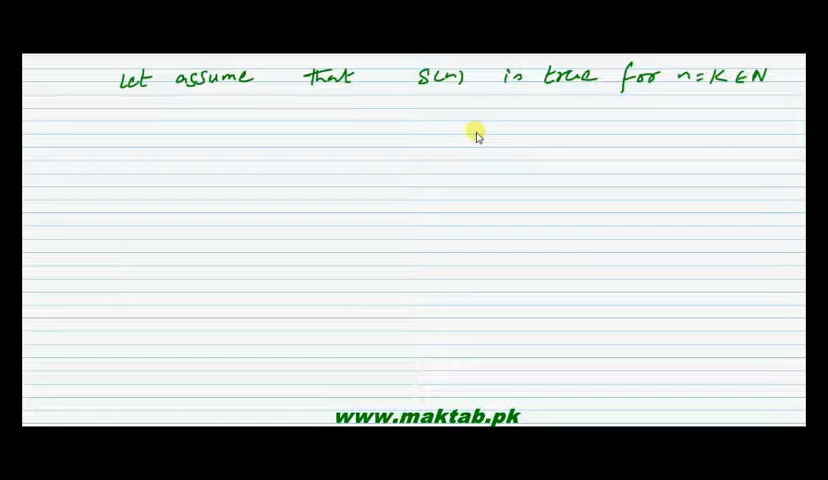 Let assume that S(n) is true for n = K ∈ N
www.maktab.pk